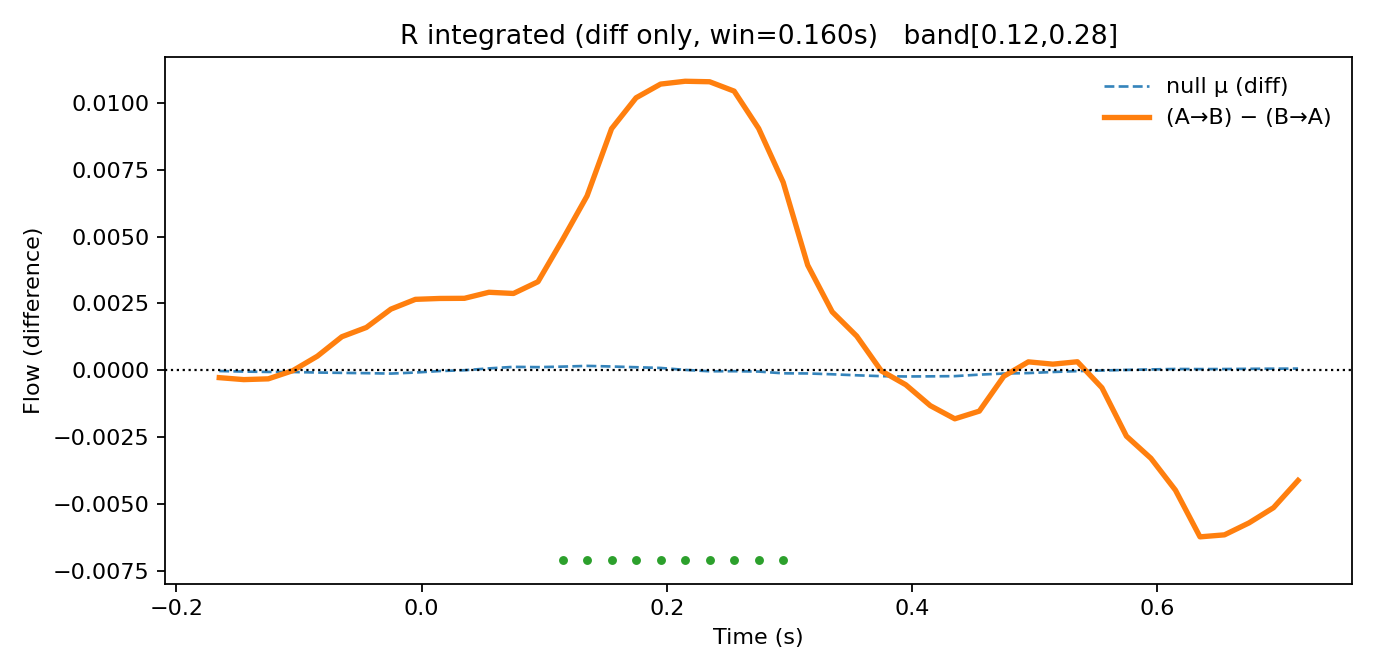 R integrated (diff only, win=0.160s)   band[0.12,0.28]
null μ (diff)
(A→B) − (B→A)
Flow (difference)
0.0100
0.0075
0.0050
0.0025
0.0000
−0.0025
−0.0050
−0.0075
−0.2
0.0
0.2
0.4
0.6
Time (s)